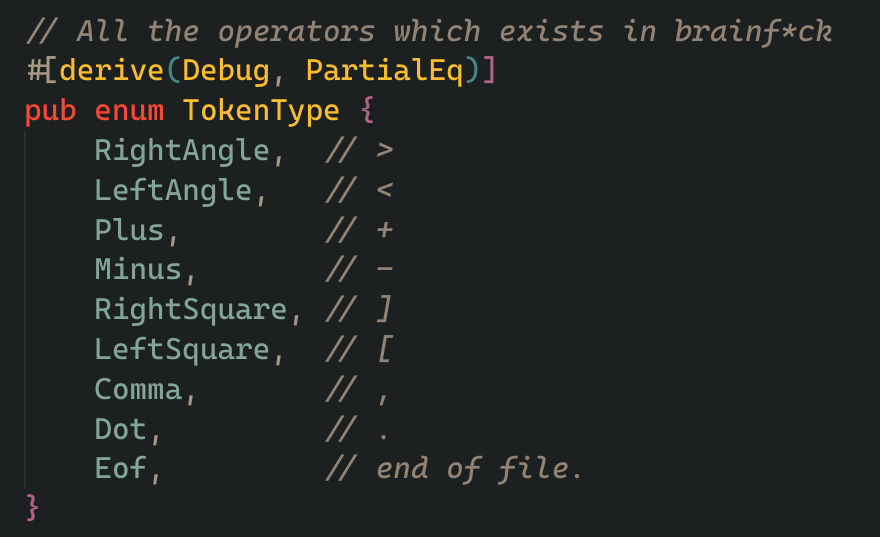 // All the operators which exists in brainf*ck
#[derive(Debug, PartialEq)]
pub enum TokenType {
    RightAngle,  // >
    LeftAngle,   // <
    Plus,        // +
    Minus,       // -
    RightSquare, // ]
    LeftSquare,  // [
    Comma,       // ,
    Dot,         // .
    Eof,         // end of file.
}